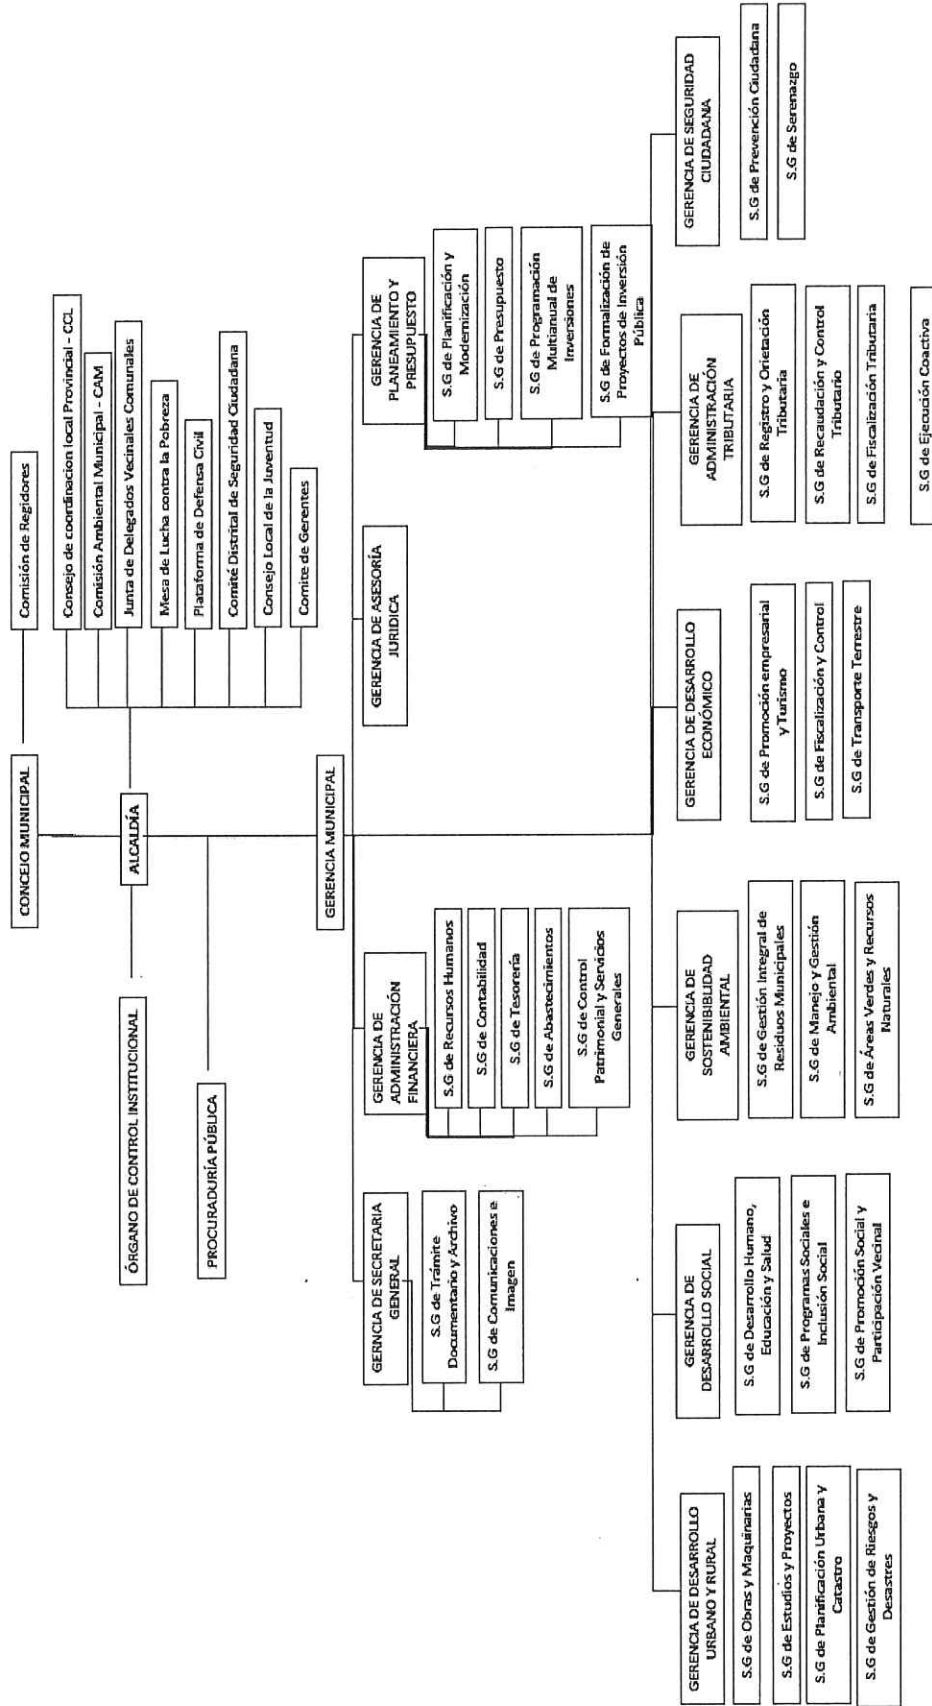 CONCEJO MUNICIPAL
Comisión de Regidores
ALCALDÍA
Consejo de coordinacion local Provincial - CCL
Comisión Ambiental Municipal - CAM
Junta de Delegados Vecinales Comunales
Mesa de Lucha contra la Pobreza
Plataforma de Defensa Civil
Comité Distrital de Seguridad Ciudadana
Consejo Local de la Juventud
Comite de Gerentes
ÓRGANO DE CONTROL INSTITUCIONAL
PROCURADURÍA PÚBLICA
GERENCIA MUNICIPAL
GERNCIA DE SECRETARIA
GENERAL
S.G de Trámite
Documentario y Archivo
S.G de Comunicaciones e
Imagen
GERENCIA DE
ADMINISTRACIÓN
FINANCIERA
S.G de Recursos Humanos
S.G de Contabilidad
S.G de Tesorería
S.G de Abastecimientos
S.G de Control
Patrimonial y Servicios
Generales
GERENCIA DE ASESORÍA
JURIDICA
GERENCIA DE
PLANEAMIENTO Y
PRESUPUESTO
S.G de Planificación y
Modernización
S.G de Presupuesto
S.G de Programación
Multianual de
Inversiones
S.G de Formalización de
Proyectos de Inversión
Pública
GERENCIA DE DESARROLLO
URBANO Y RURAL
S.G de Obras y Maquinarias
S.G de Estudios y Proyectos
S.G de Planificación Urbana y
Catastro
S.G de Gestión de Riesgos y
Desastres
GERENCIA DE
DESARROLLO SOCIAL
S.G de Desarrollo Humano,
Educación y Salud
S.G de Programas Sociales e
Inclusión Social
S.G de Promoción Social y
Participación Vecinal
GERENCIA DE
SOSTENIBIBLIDAD
AMBIENTAL
S.G de Gestión Integral de
Residuos Municipales
S.G de Manejo y Gestión
Ambiental
S.G de Áreas Verdes y Recursos
Naturales
GERENCIA DE DESARROLLO
ECONÓMICO
S.G de Promoción empresarial
y Turismo
S.G de Fiscalización y Control
S.G de Transporte Terrestre
GERENCIA DE
ADMINISTRACIÓN
TRIBUTARIA
S.G de Registro y Orietación
Tributaria
S.G de Recaudación y Control
Tributario
S.G de Fiscalización Tributaria
S.G de Ejecución Coactiva
GERENCIA DE SEGURIDAD
CIUDADANA
S.G de Prevención Ciudadana
S.G de Serenazgo